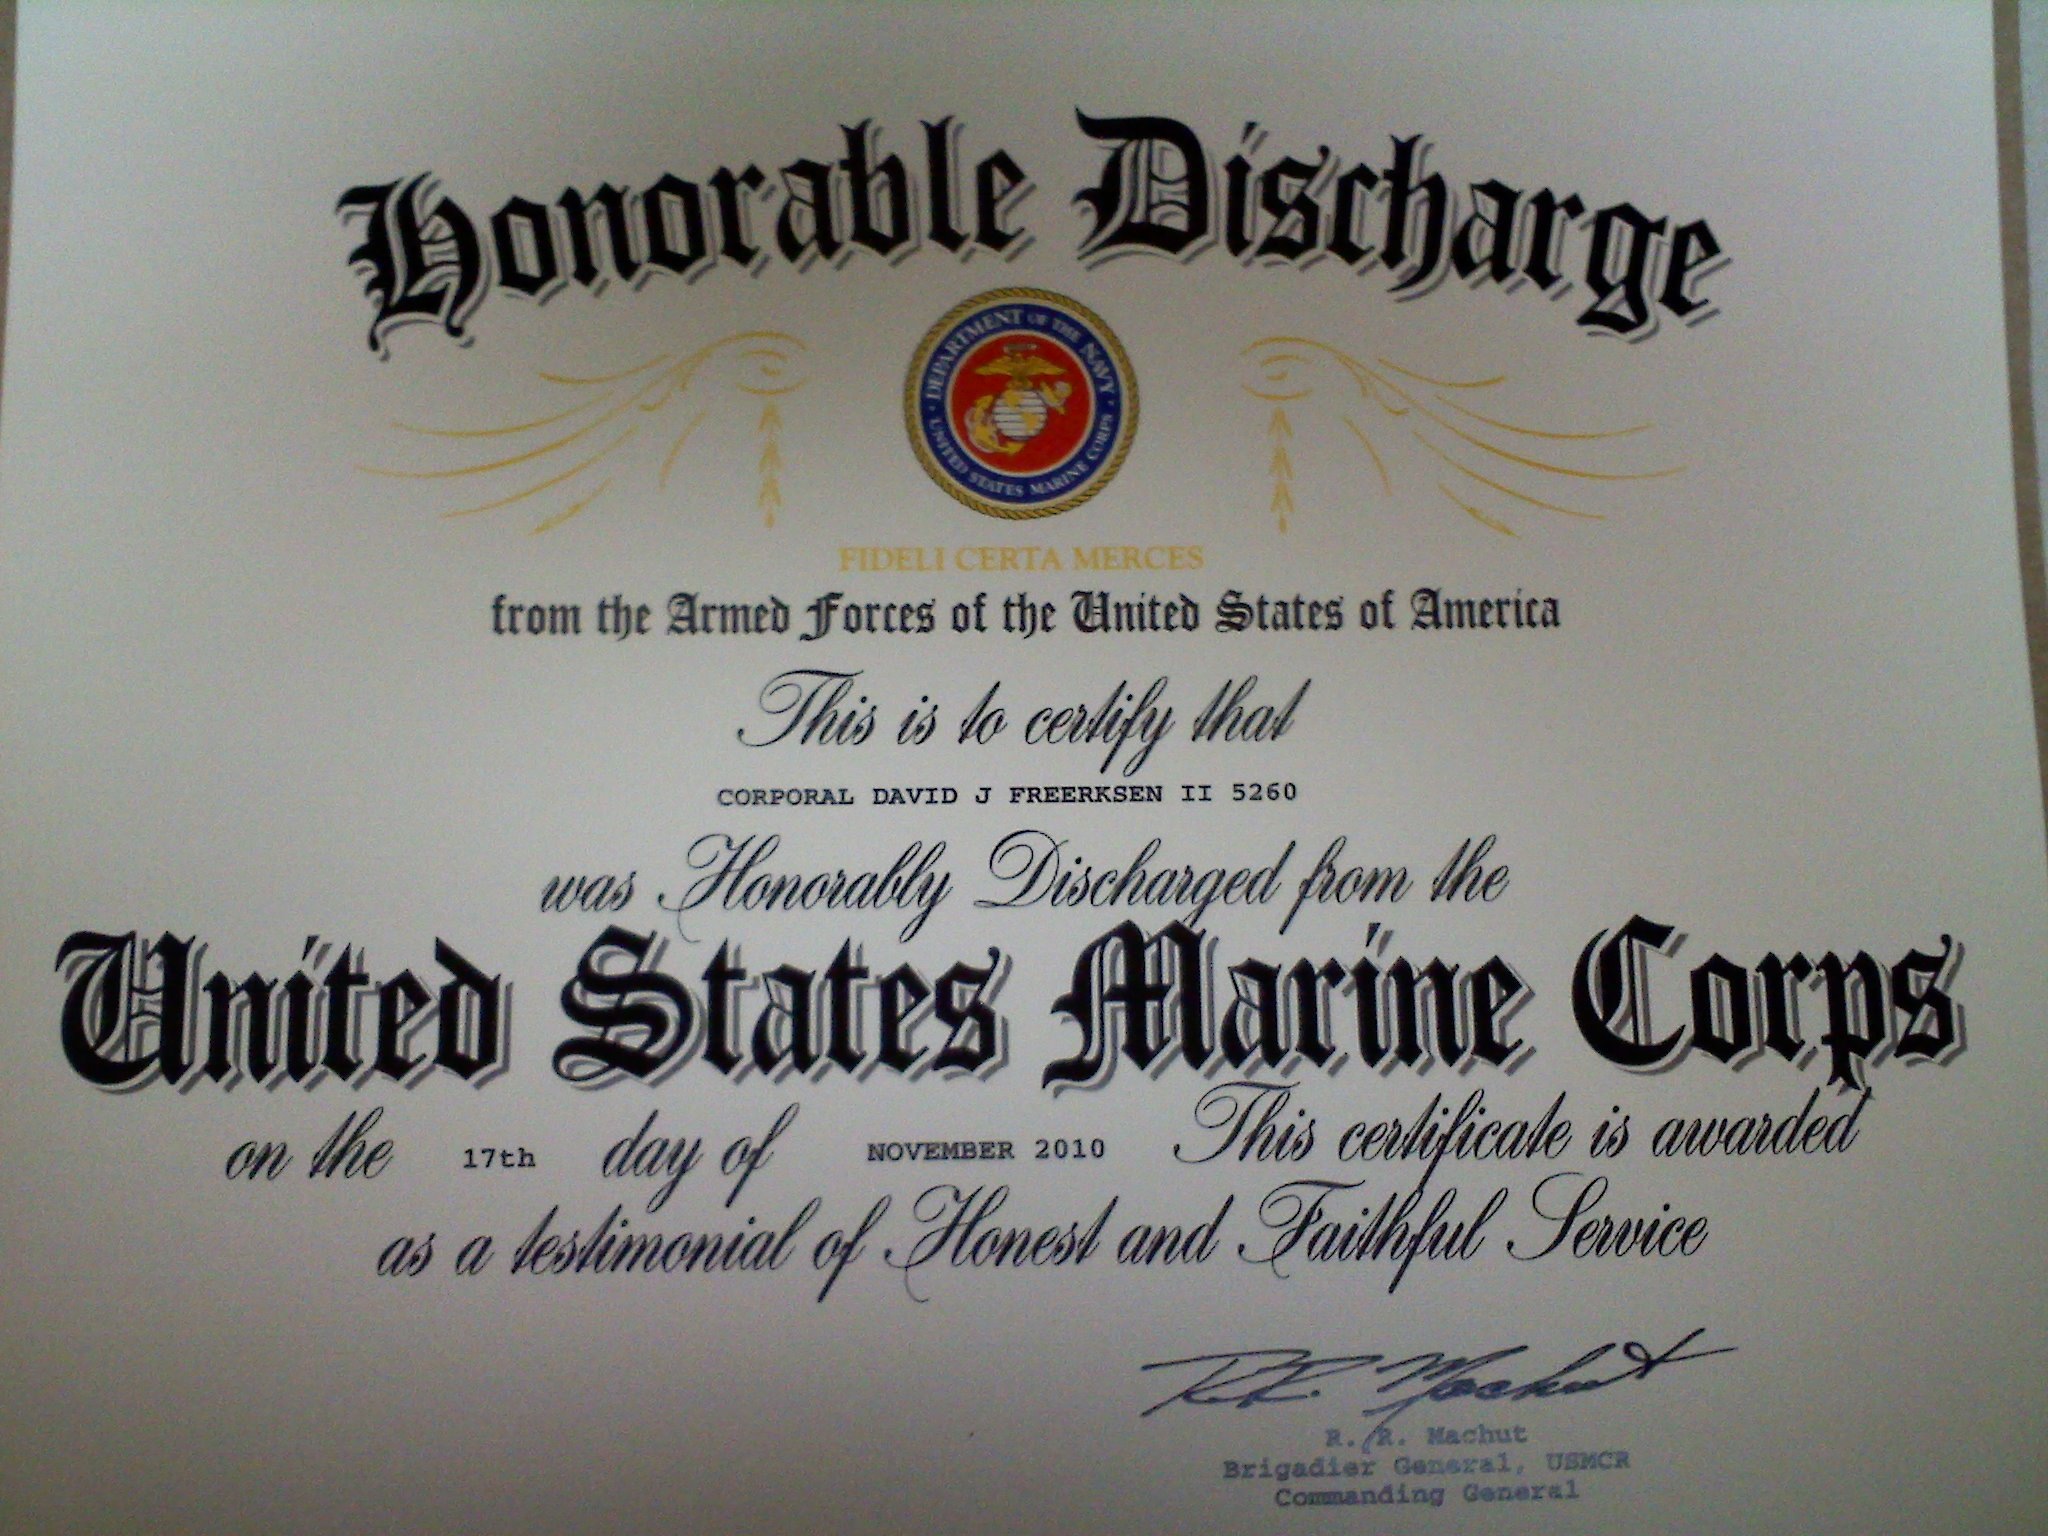 Honorable Discharge
DEPARTMENT OF THE NAVY
UNITED STATES MARINE CORPS
FIDELI CERTA MERCES
from the Armed Forces of the United States of America
This is to certify that
CORPORAL DAVID J FREERKSEN II 5260
was Honorably Discharged from the
United States Marine Corps
on the 17th day of NOVEMBER 2010 This certificate is awarded
as a testimonial of Honest and Faithful Service
R.R. Machut
R. R. Machut
Brigadier General, USMCR
Commanding General